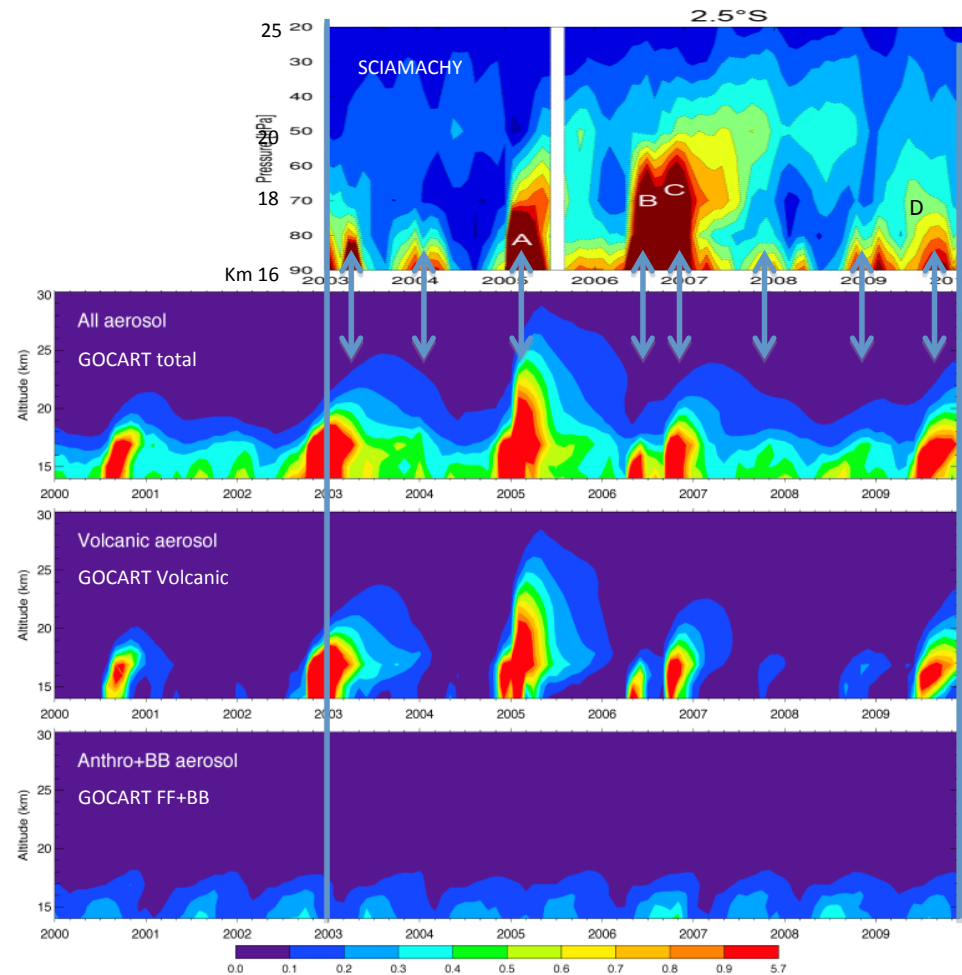 2.5°S
25 20
SCIAMACHY
30
40
20 50
Pressure[hPa]
60
18 70
80
Km 16 90
A
B
C
D
2003 2004 2005 2006 2007 2008 2009 20
30
25
20
15
Altitude (km)
All aerosol
GOCART total
2000 2001 2002 2003 2004 2005 2006 2007 2008 2009
30
25
20
15
Altitude (km)
Volcanic aerosol
GOCART Volcanic
2000 2001 2002 2003 2004 2005 2006 2007 2008 2009
30
25
20
15
Altitude (km)
Anthro+BB aerosol
GOCART FF+BB
2000 2001 2002 2003 2004 2005 2006 2007 2008 2009
0.0 0.1 0.2 0.3 0.4 0.5 0.6 0.7 0.8 0.9 5.7